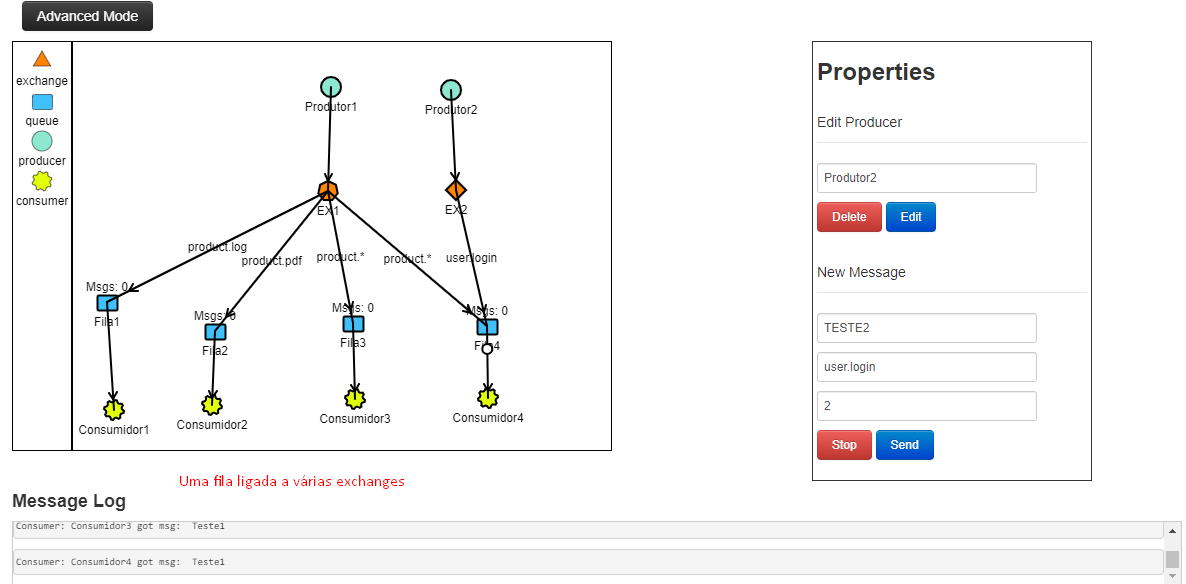 Advanced Mode
exchange
queue
producer
consumer
Produtor1
Produtor2
EX1
EX2
product.log
product.pdf
product.*
product.*
user.login
Msgs: 0
Msgs: 0
Msgs: 0
Msgs: 0
Fila1
Fila2
Fila3
Fila4
Consumidor1
Consumidor2
Consumidor3
Consumidor4
Properties
Edit Producer
Produtor2
Delete Edit
New Message
TESTE2
user.login
2
Stop Send
Uma fila ligada a várias exchanges
Message Log
Consumer: Consumidor3 got msg: Teste1
Consumer: Consumidor4 got msg: Teste1